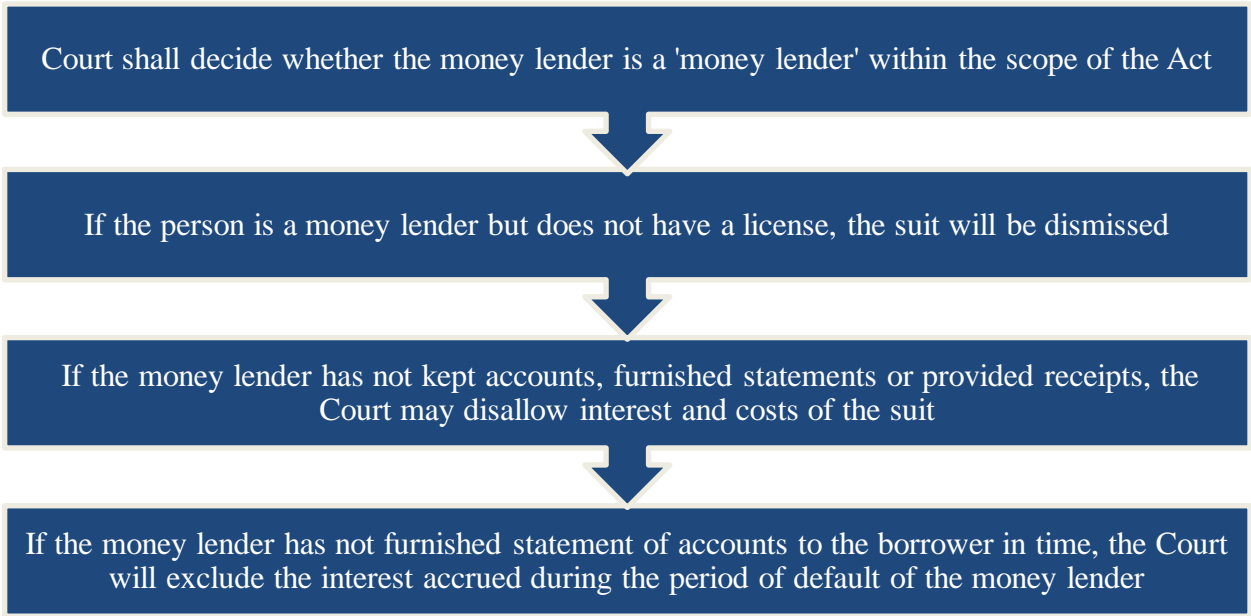 Court shall decide whether the money lender is a 'money lender' within the scope of the Act
If the person is a money lender but does not have a license, the suit will be dismissed
If the money lender has not kept accounts, furnished statements or provided receipts, the
Court may disallow interest and costs of the suit
If the money lender has not furnished statement of accounts to the borrower in time, the Court
will exclude the interest accrued during the period of default of the money lender